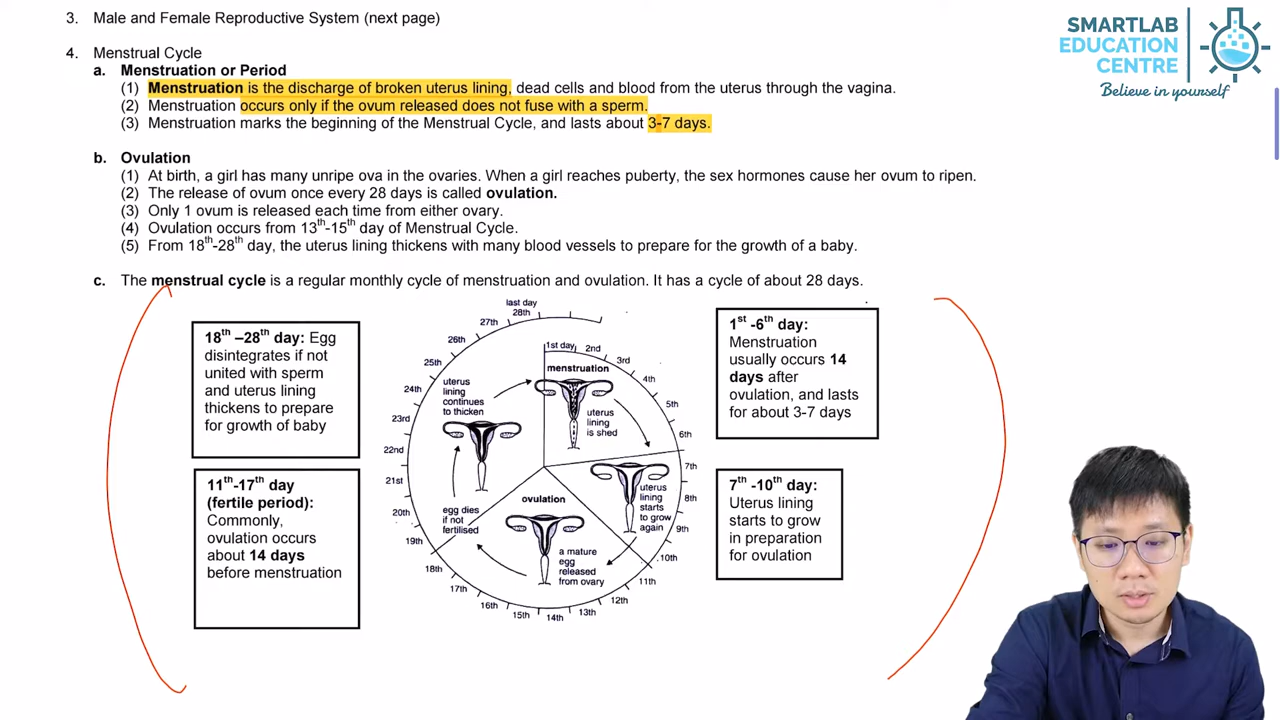 3. Male and Female Reproductive System (next page)
SMARTLAB
EDUCATION
CENTRE
Believe in yourself
4. Menstrual Cycle
a. Menstruation or Period
(1) Menstruation is the discharge of broken uterus lining, dead cells and blood from the uterus through the vagina.
(2) Menstruation occurs only if the ovum released does not fuse with a sperm.
(3) Menstruation marks the beginning of the Menstrual Cycle, and lasts about 3-7 days.
b. Ovulation
(1) At birth, a girl has many unripe ova in the ovaries. When a girl reaches puberty, the sex hormones cause her ovum to ripen.
(2) The release of ovum once every 28 days is called ovulation.
(3) Only 1 ovum is released each time from either ovary.
(4) Ovulation occurs from 13th-15th day of Menstrual Cycle.
(5) From 18th-28th day, the uterus lining thickens with many blood vessels to prepare for the growth of a baby.
c. The menstrual cycle is a regular monthly cycle of menstruation and ovulation. It has a cycle of about 28 days.
18th –28th day: Egg
disintegrates if not
united with sperm
and uterus lining
thickens to prepare
for growth of baby
11th-17th day
(fertile period):
Commonly,
ovulation occurs
about 14 days
before menstruation
last day
28th
27th
26th
25th
24th
23rd
22nd
21st
20th
19th
18th
17th
16th
15th
14th
13th
12th
11th
10th
9th
8th
7th
6th
5th
4th
3rd
2nd
1st day
menstruation
uterus
lining
is shed
uterus
lining
starts
to grow
again
ovulation
a mature
egg
released
from ovary
egg dies
if not
fertilised
uterus
lining
continues
to thicken
1st -6th day:
Menstruation
usually occurs 14
days after
ovulation, and lasts
for about 3-7 days
7th -10th day:
Uterus lining
starts to grow
in preparation
for ovulation